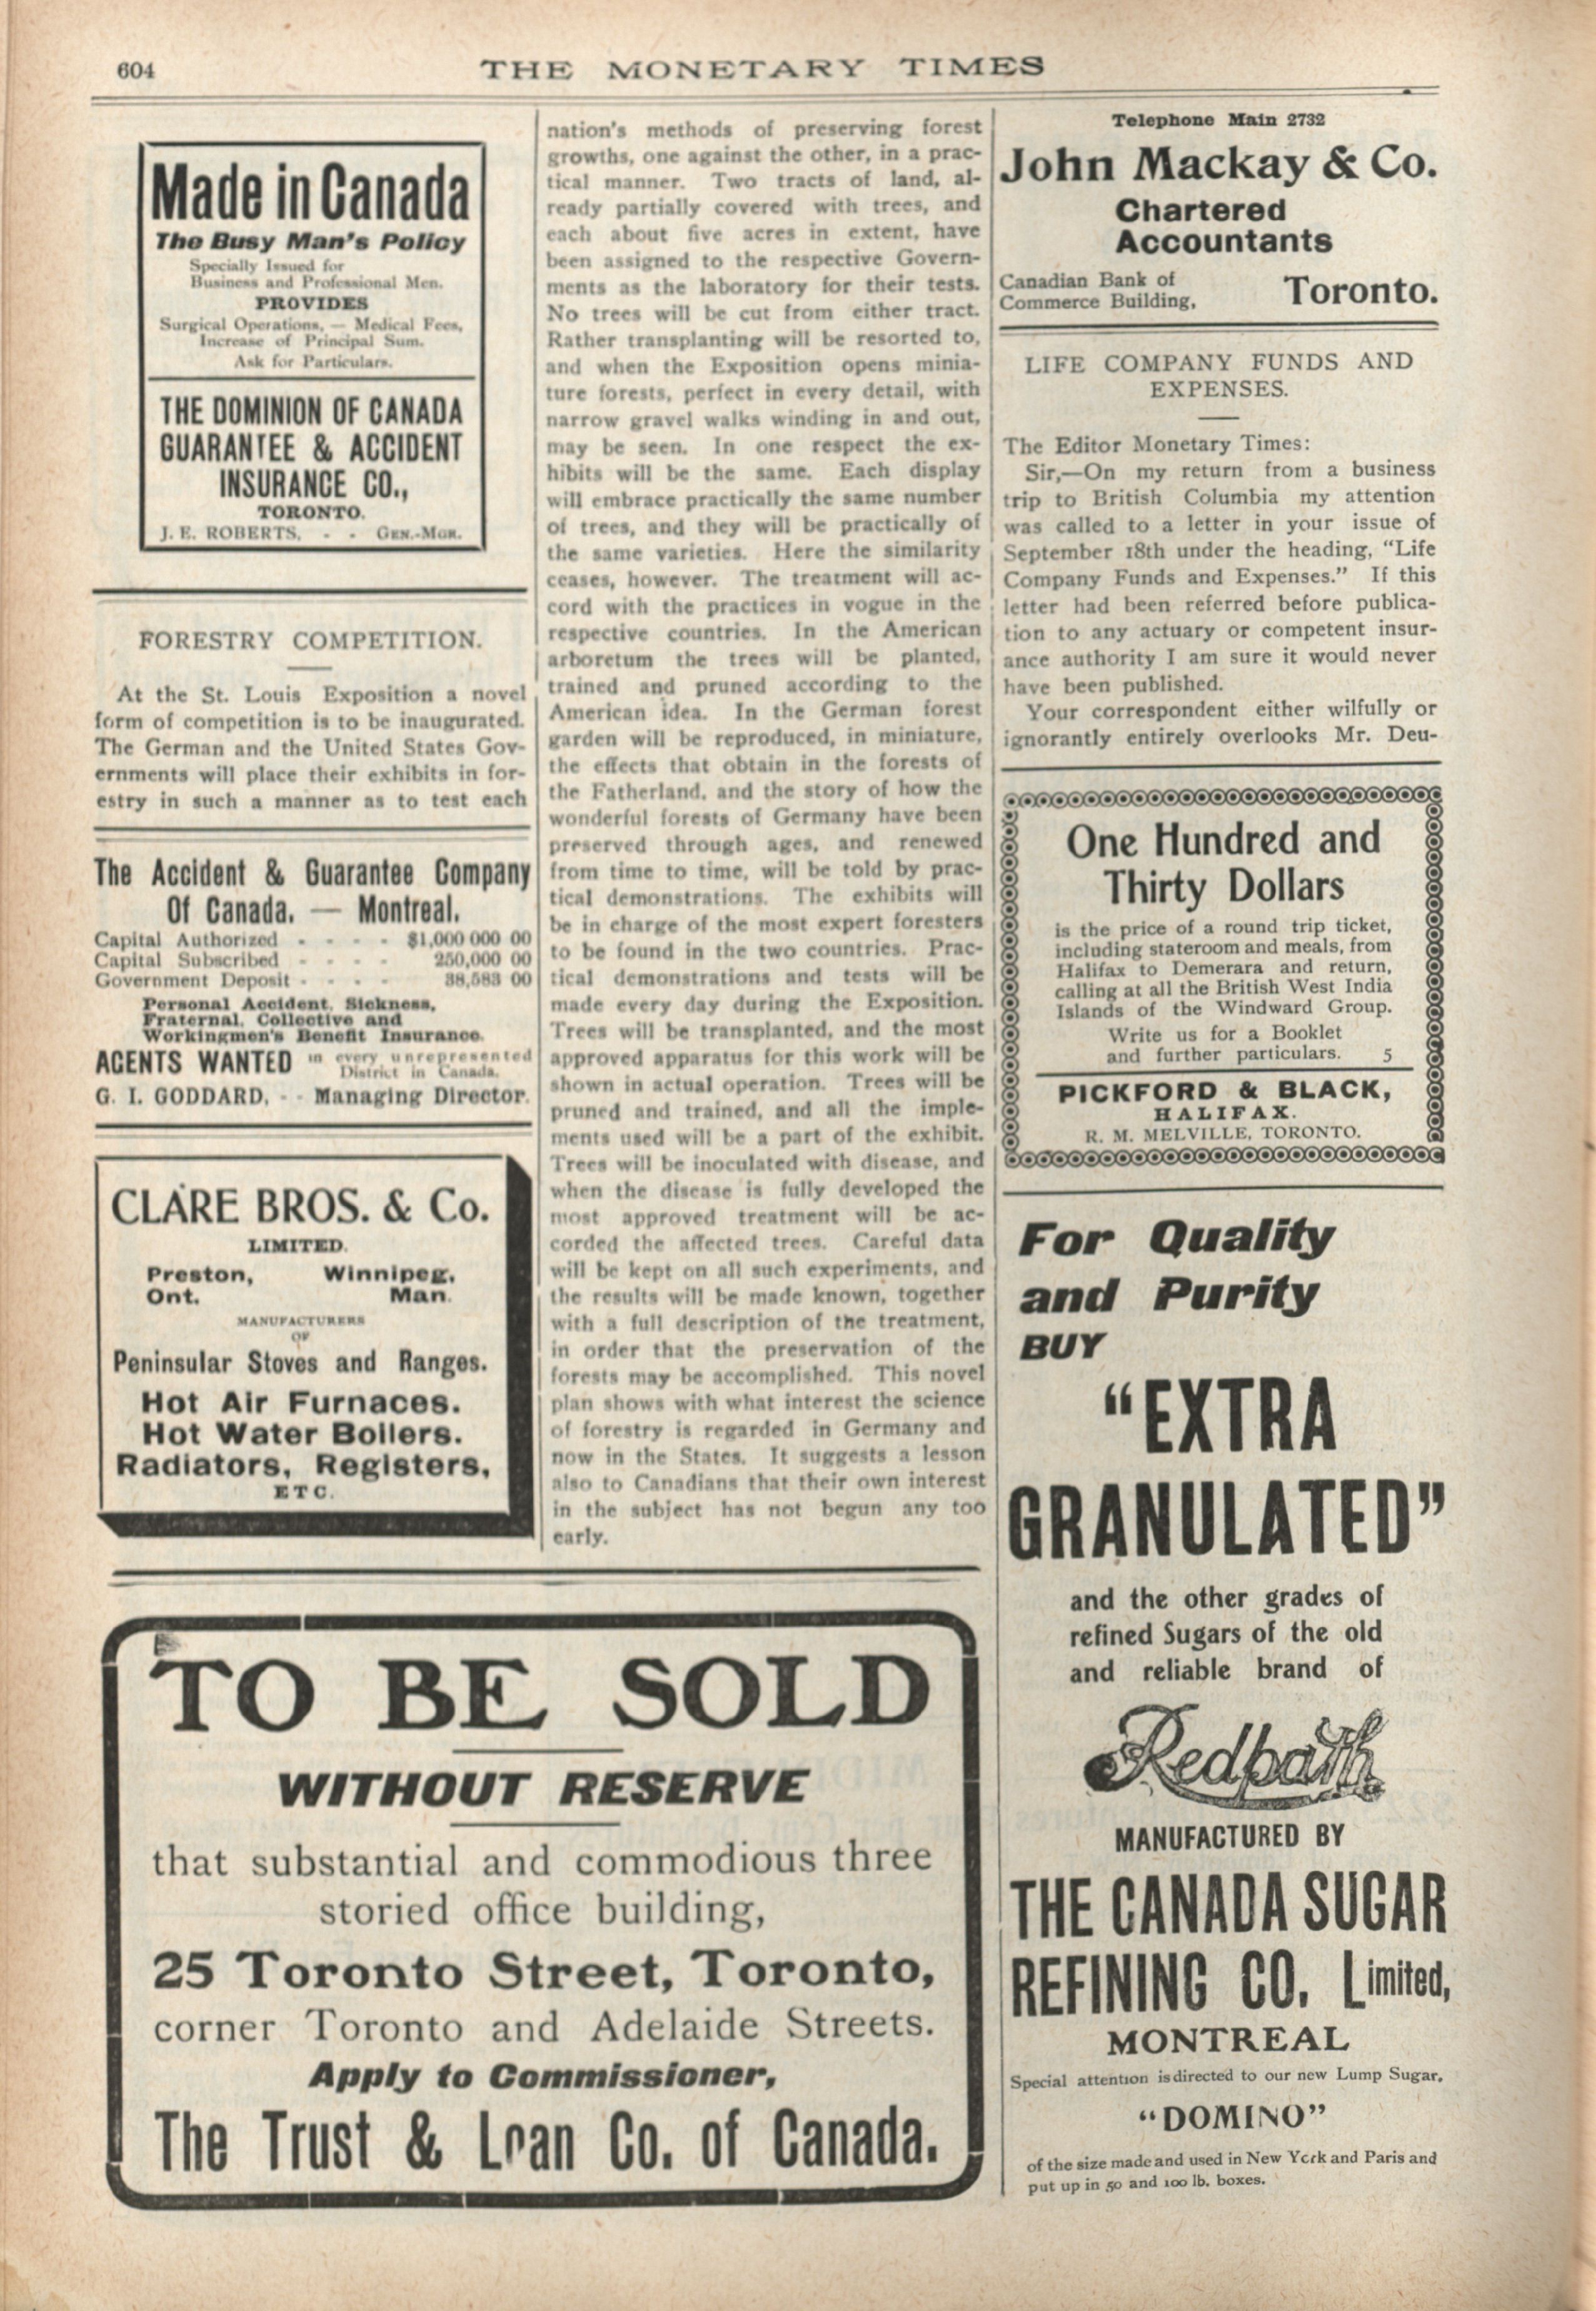 604
THE MONETARY TIMES
Made in Canada
The Busy Man's Policy
Specially Issued for
Business and Professional Men.
PROVIDES
Surgical Operations, — Medical Fees,
Increase of Principal Sum.
Ask for Particulars.
THE DOMINION OF CANADA
GUARANTEE & ACCIDENT
INSURANCE CO.,
TORONTO.
J. E. ROBERTS, - - GEN.-MGR.
FORESTRY COMPETITION.
At the St. Louis Exposition a novel
form of competition is to be inaugurated.
The German and the United States Gov-
ernments will place their exhibits in for-
estry in such a manner as to test each
The Accident & Guarantee Company
Of Canada. — Montreal.
Capital Authorized - - - - $1,000 000 00
Capital Subscribed - - - - 250,000 00
Government Deposit - - - - 38,583 00
Personal Accident, Sickness,
Fraternal, Collective and
Workingmen's Benefit Insurance.
AGENTS WANTED in every unrepresented
District in Canada.
G. I. GODDARD, - - Managing Director.
CLARE BROS. & Co.
LIMITED.
Preston, Winnipeg,
Ont. Man.
MANUFACTURERS
OF
Peninsular Stoves and Ranges.
Hot Air Furnaces.
Hot Water Boilers.
Radiators, Registers,
ETC.
nation's methods of preserving forest
growths, one against the other, in a prac-
tical manner. Two tracts of land, al-
ready partially covered with trees, and
each about five acres in extent, have
been assigned to the respective Govern-
ments as the laboratory for their tests.
No trees will be cut from either tract.
Rather transplanting will be resorted to,
and when the Exposition opens minia-
ture forests, perfect in every detail, with
narrow gravel walks winding in and out,
may be seen. In one respect the ex-
hibits will be the same. Each display
will embrace practically the same number
of trees, and they will be practically of
the same varieties. Here the similarity
ceases, however. The treatment will ac-
cord with the practices in vogue in the
respective countries. In the American
arboretum the trees will be planted,
trained and pruned according to the
American idea. In the German forest
garden will be reproduced, in miniature,
the effects that obtain in the forests of
the Fatherland, and the story of how the
wonderful forests of Germany have been
preserved through ages, and renewed
from time to time, will be told by prac-
tical demonstrations. The exhibits will
be in charge of the most expert foresters
to be found in the two countries. Prac-
tical demonstrations and tests will be
made every day during the Exposition.
Trees will be transplanted, and the most
approved apparatus for this work will be
shown in actual operation. Trees will be
pruned and trained, and all the imple-
ments used will be a part of the exhibit.
Trees will be inoculated with disease, and
when the disease is fully developed the
most approved treatment will be ac-
corded the affected trees. Careful data
will be kept on all such experiments, and
the results will be made known, together
with a full description of the treatment,
in order that the preservation of the
forests may be accomplished. This novel
plan shows with what interest the science
of forestry is regarded in Germany and
now in the States. It suggests a lesson
also to Canadians that their own interest
in the subject has not begun any too
early.
TO BE SOLD
WITHOUT RESERVE
that substantial and commodious three
storied office building,
25 Toronto Street, Toronto,
corner Toronto and Adelaide Streets.
Apply to Commissioner,
The Trust & Loan Co. of Canada.
Telephone Main 2732
John Mackay & Co.
Chartered
Accountants
Canadian Bank of
Commerce Building, Toronto.
LIFE COMPANY FUNDS AND
EXPENSES.
The Editor Monetary Times:
Sir,—On my return from a business
trip to British Columbia my attention
was called to a letter in your issue of
September 18th under the heading, "Life
Company Funds and Expenses." If this
letter had been referred before publica-
tion to any actuary or competent insur-
ance authority I am sure it would never
have been published.
Your correspondent either wilfully or
ignorantly entirely overlooks Mr. Deu-
One Hundred and
Thirty Dollars
is the price of a round trip ticket,
including stateroom and meals, from
Halifax to Demerara and return,
calling at all the British West India
Islands of the Windward Group.
Write us for a Booklet
and further particulars. 5
PICKFORD & BLACK,
HALIFAX.
R. M. MELVILLE, TORONTO.
For Quality
and Purity
BUY
"EXTRA
GRANULATED"
and the other grades of
refined Sugars of the old
and reliable brand of
Redpath
MANUFACTURED BY
THE CANADA SUGAR
REFINING CO. Limited,
MONTREAL
Special attention is directed to our new Lump Sugar,
"DOMINO"
of the size made and used in New York and Paris and
put up in 50 and 100 lb. boxes.